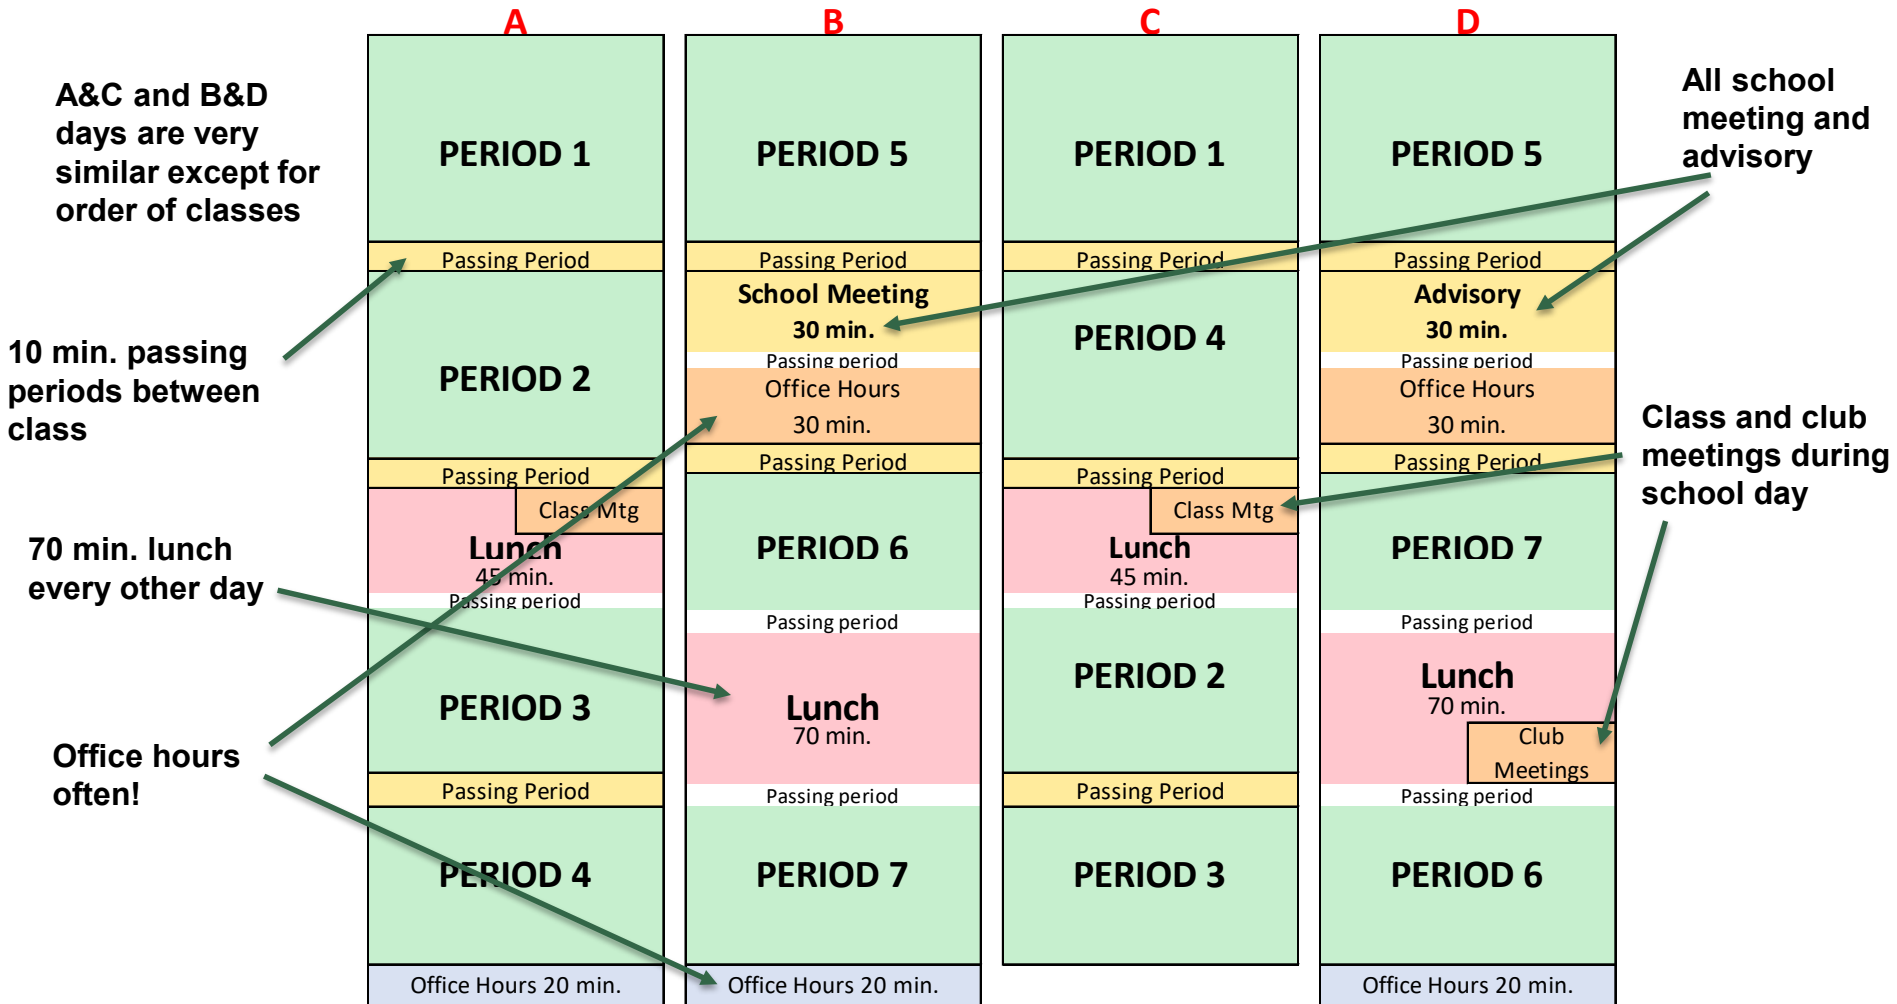 A
B
C
D
A&C and B&D
days are very
similar except for
order of classes
10 min. passing
periods between
class
70 min. lunch
every other day
Office hours
often!
PERIOD 1
Passing Period
PERIOD 2
Passing Period
Class Mtg
Lunch
45 min.
Passing period
PERIOD 3
Passing Period
PERIOD 4
Office Hours 20 min.
PERIOD 5
Passing Period
School Meeting
30 min.
Passing period
Office Hours
30 min.
Passing Period
PERIOD 6
Passing period
Lunch
70 min.
Passing period
PERIOD 7
Office Hours 20 min.
PERIOD 1
Passing Period
PERIOD 4
Passing Period
Class Mtg
Lunch
45 min.
Passing period
PERIOD 2
Passing Period
PERIOD 3
PERIOD 5
Passing Period
Advisory
30 min.
Passing period
Office Hours
30 min.
Passing Period
PERIOD 7
Passing period
Lunch
70 min.
Club
Meetings
Passing period
PERIOD 6
Office Hours 20 min.
All school
meeting and
advisory
Class and club
meetings during
school day